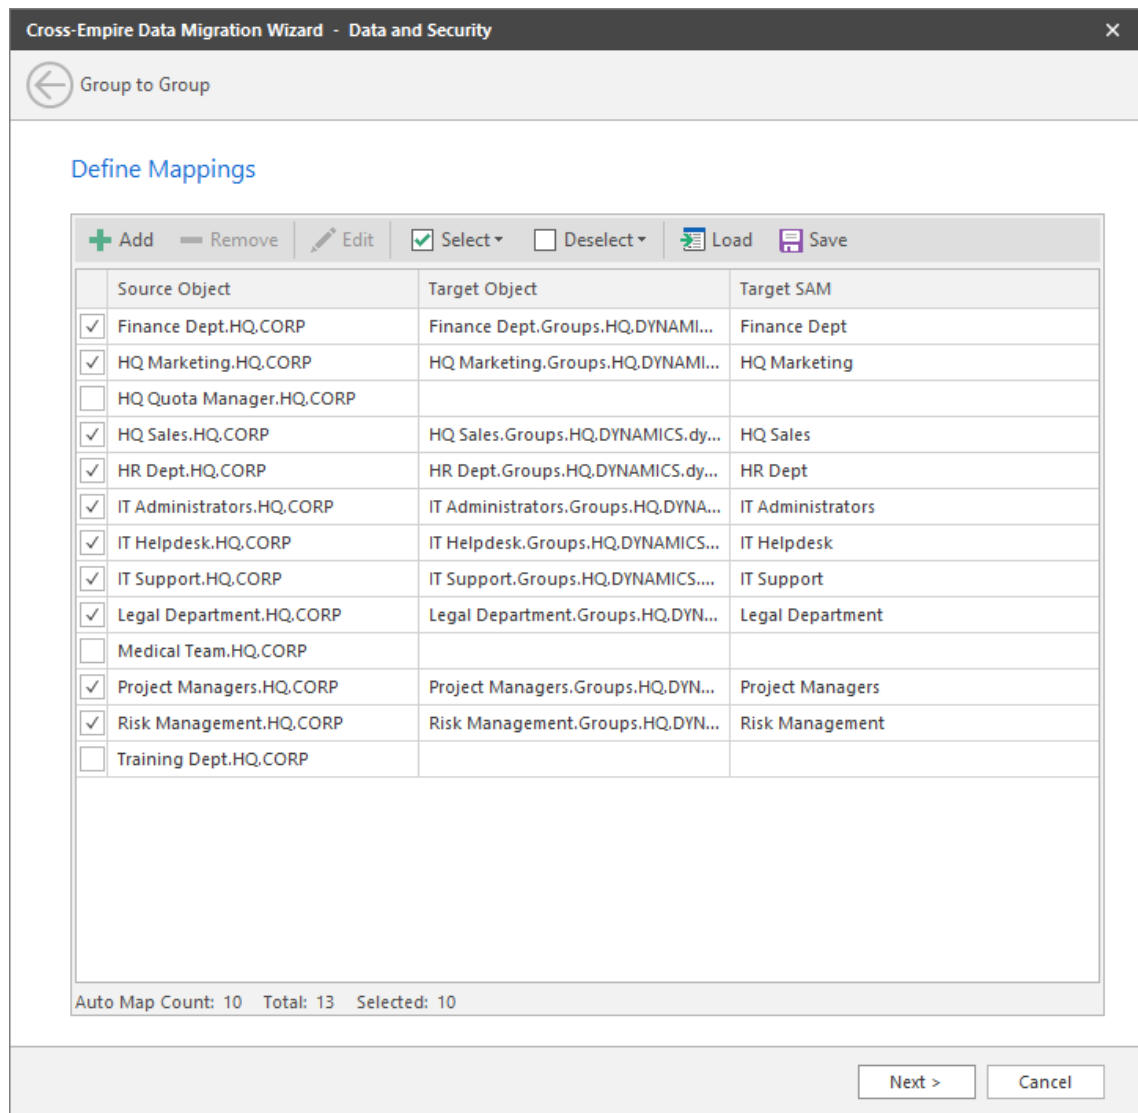 Cross-Empire Data Migration Wizard - Data and Security
Group to Group
Define Mappings
Add Remove Edit Select Deselect Load Save
Source Object Target Object Target SAM
Finance Dept.HQ.CORP Finance Dept.Groups.HQ.DYNAMI... Finance Dept
HQ Marketing.HQ.CORP HQ Marketing.Groups.HQ.DYNAMI... HQ Marketing
HQ Quota Manager.HQ.CORP
HQ Sales.HQ.CORP HQ Sales.Groups.HQ.DYNAMICS.dy... HQ Sales
HR Dept.HQ.CORP HR Dept.Groups.HQ.DYNAMICS.dy... HR Dept
IT Administrators.HQ.CORP IT Administrators.Groups.HQ.DYNA... IT Administrators
IT Helpdesk.HQ.CORP IT Helpdesk.Groups.HQ.DYNAMICS... IT Helpdesk
IT Support.HQ.CORP IT Support.Groups.HQ.DYNAMICS.... IT Support
Legal Department.HQ.CORP Legal Department.Groups.HQ.DYN... Legal Department
Medical Team.HQ.CORP
Project Managers.HQ.CORP Project Managers.Groups.HQ.DYN... Project Managers
Risk Management.HQ.CORP Risk Management.Groups.HQ.DYN... Risk Management
Training Dept.HQ.CORP
Auto Map Count: 10 Total: 13 Selected: 10
Next > Cancel